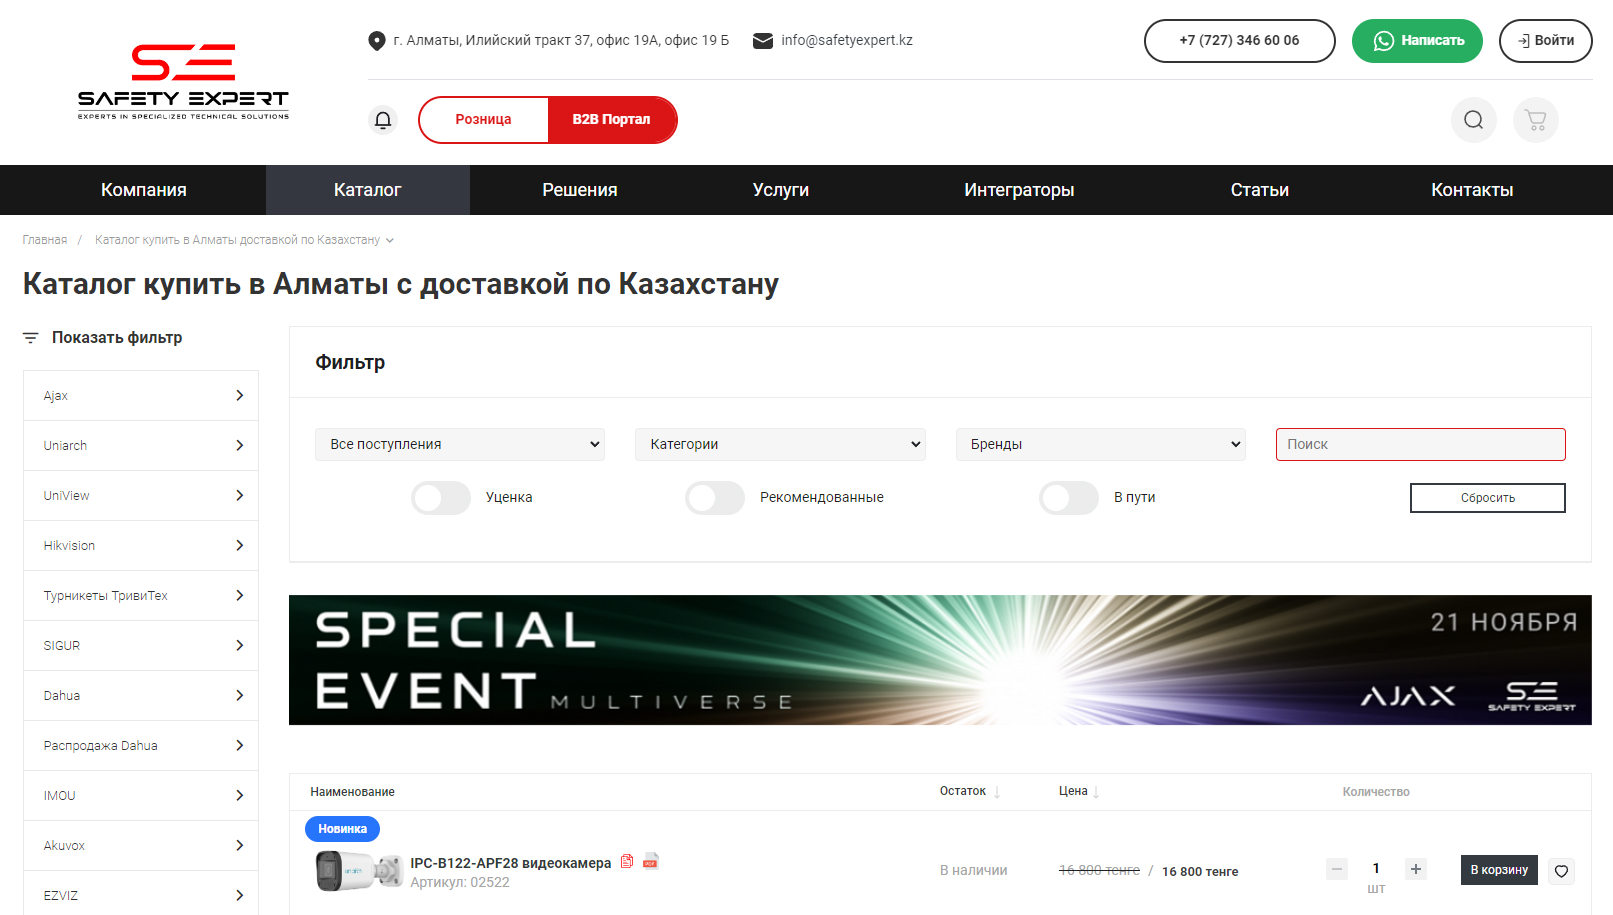 SAFETY EXPERT
EXPERTS IN SPECIALIZED TECHNICAL SOLUTIONS
г. Алматы, Илийский тракт 37, офис 19А, офис 19 Б
info@safetyexpert.kz
+7 (727) 346 60 06
Написать
Войти
Розница
B2B Портал
Компания
Каталог
Решения
Услуги
Интеграторы
Статьи
Контакты
Главная / Каталог купить в Алматы доставкой по Казахстану
Каталог купить в Алматы с доставкой по Казахстану
Показать фильтр
Ajax
Uniarch
UniView
Hikvision
Турникеты ТривиТех
SIGUR
Dahua
Распродажа Dahua
IMOU
Akuvox
EZVIZ
Фильтр
Все поступления
Категории
Бренды
Поиск
Уценка
Рекомендованные
В пути
Сбросить
SPECIAL
EVENT MULTIVERSE
21 НОЯБРЯ
AJAX
SAFETY EXPERT
Наименование
Остаток ↓
Цена ↓
Количество
Новинка
IPC-B122-APF28 видеокамера
PDF
Артикул: 02522
В наличии
16 800 тенге / 16 800 тенге
− 1 +
шт
В корзину